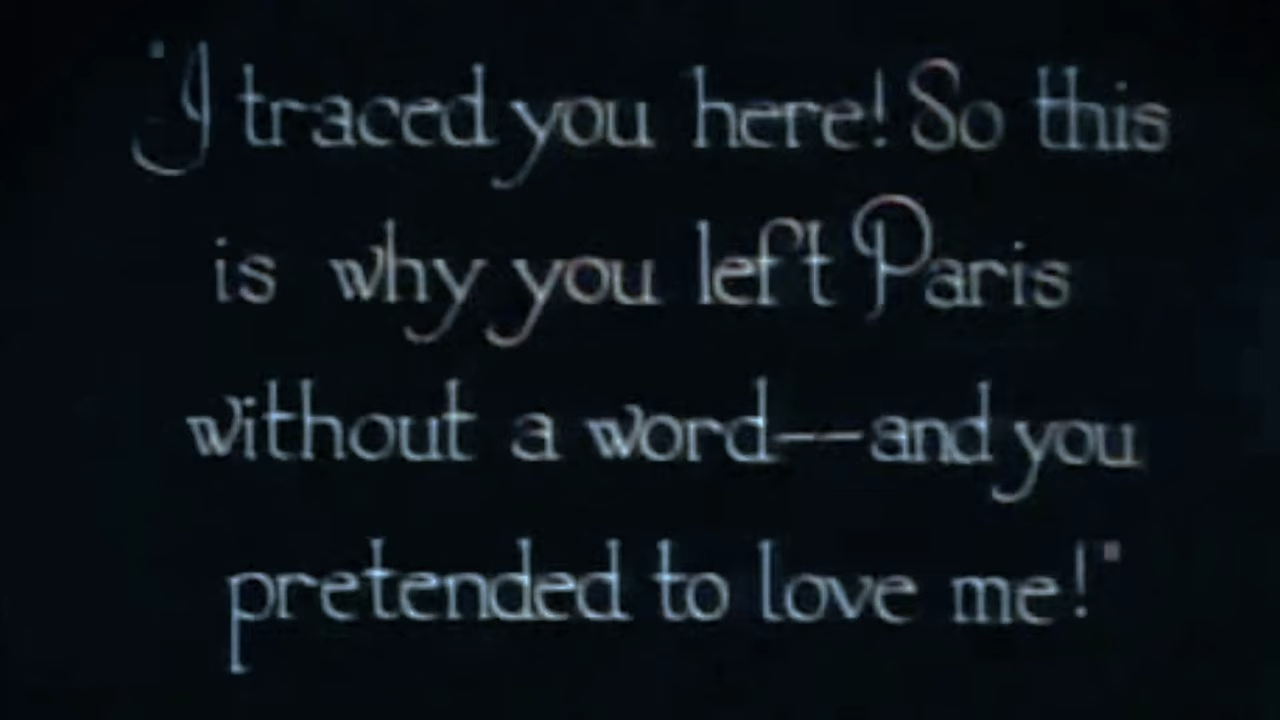 "I traced you here! So this
is why you left Paris
without a word--and you
pretended to love me!"